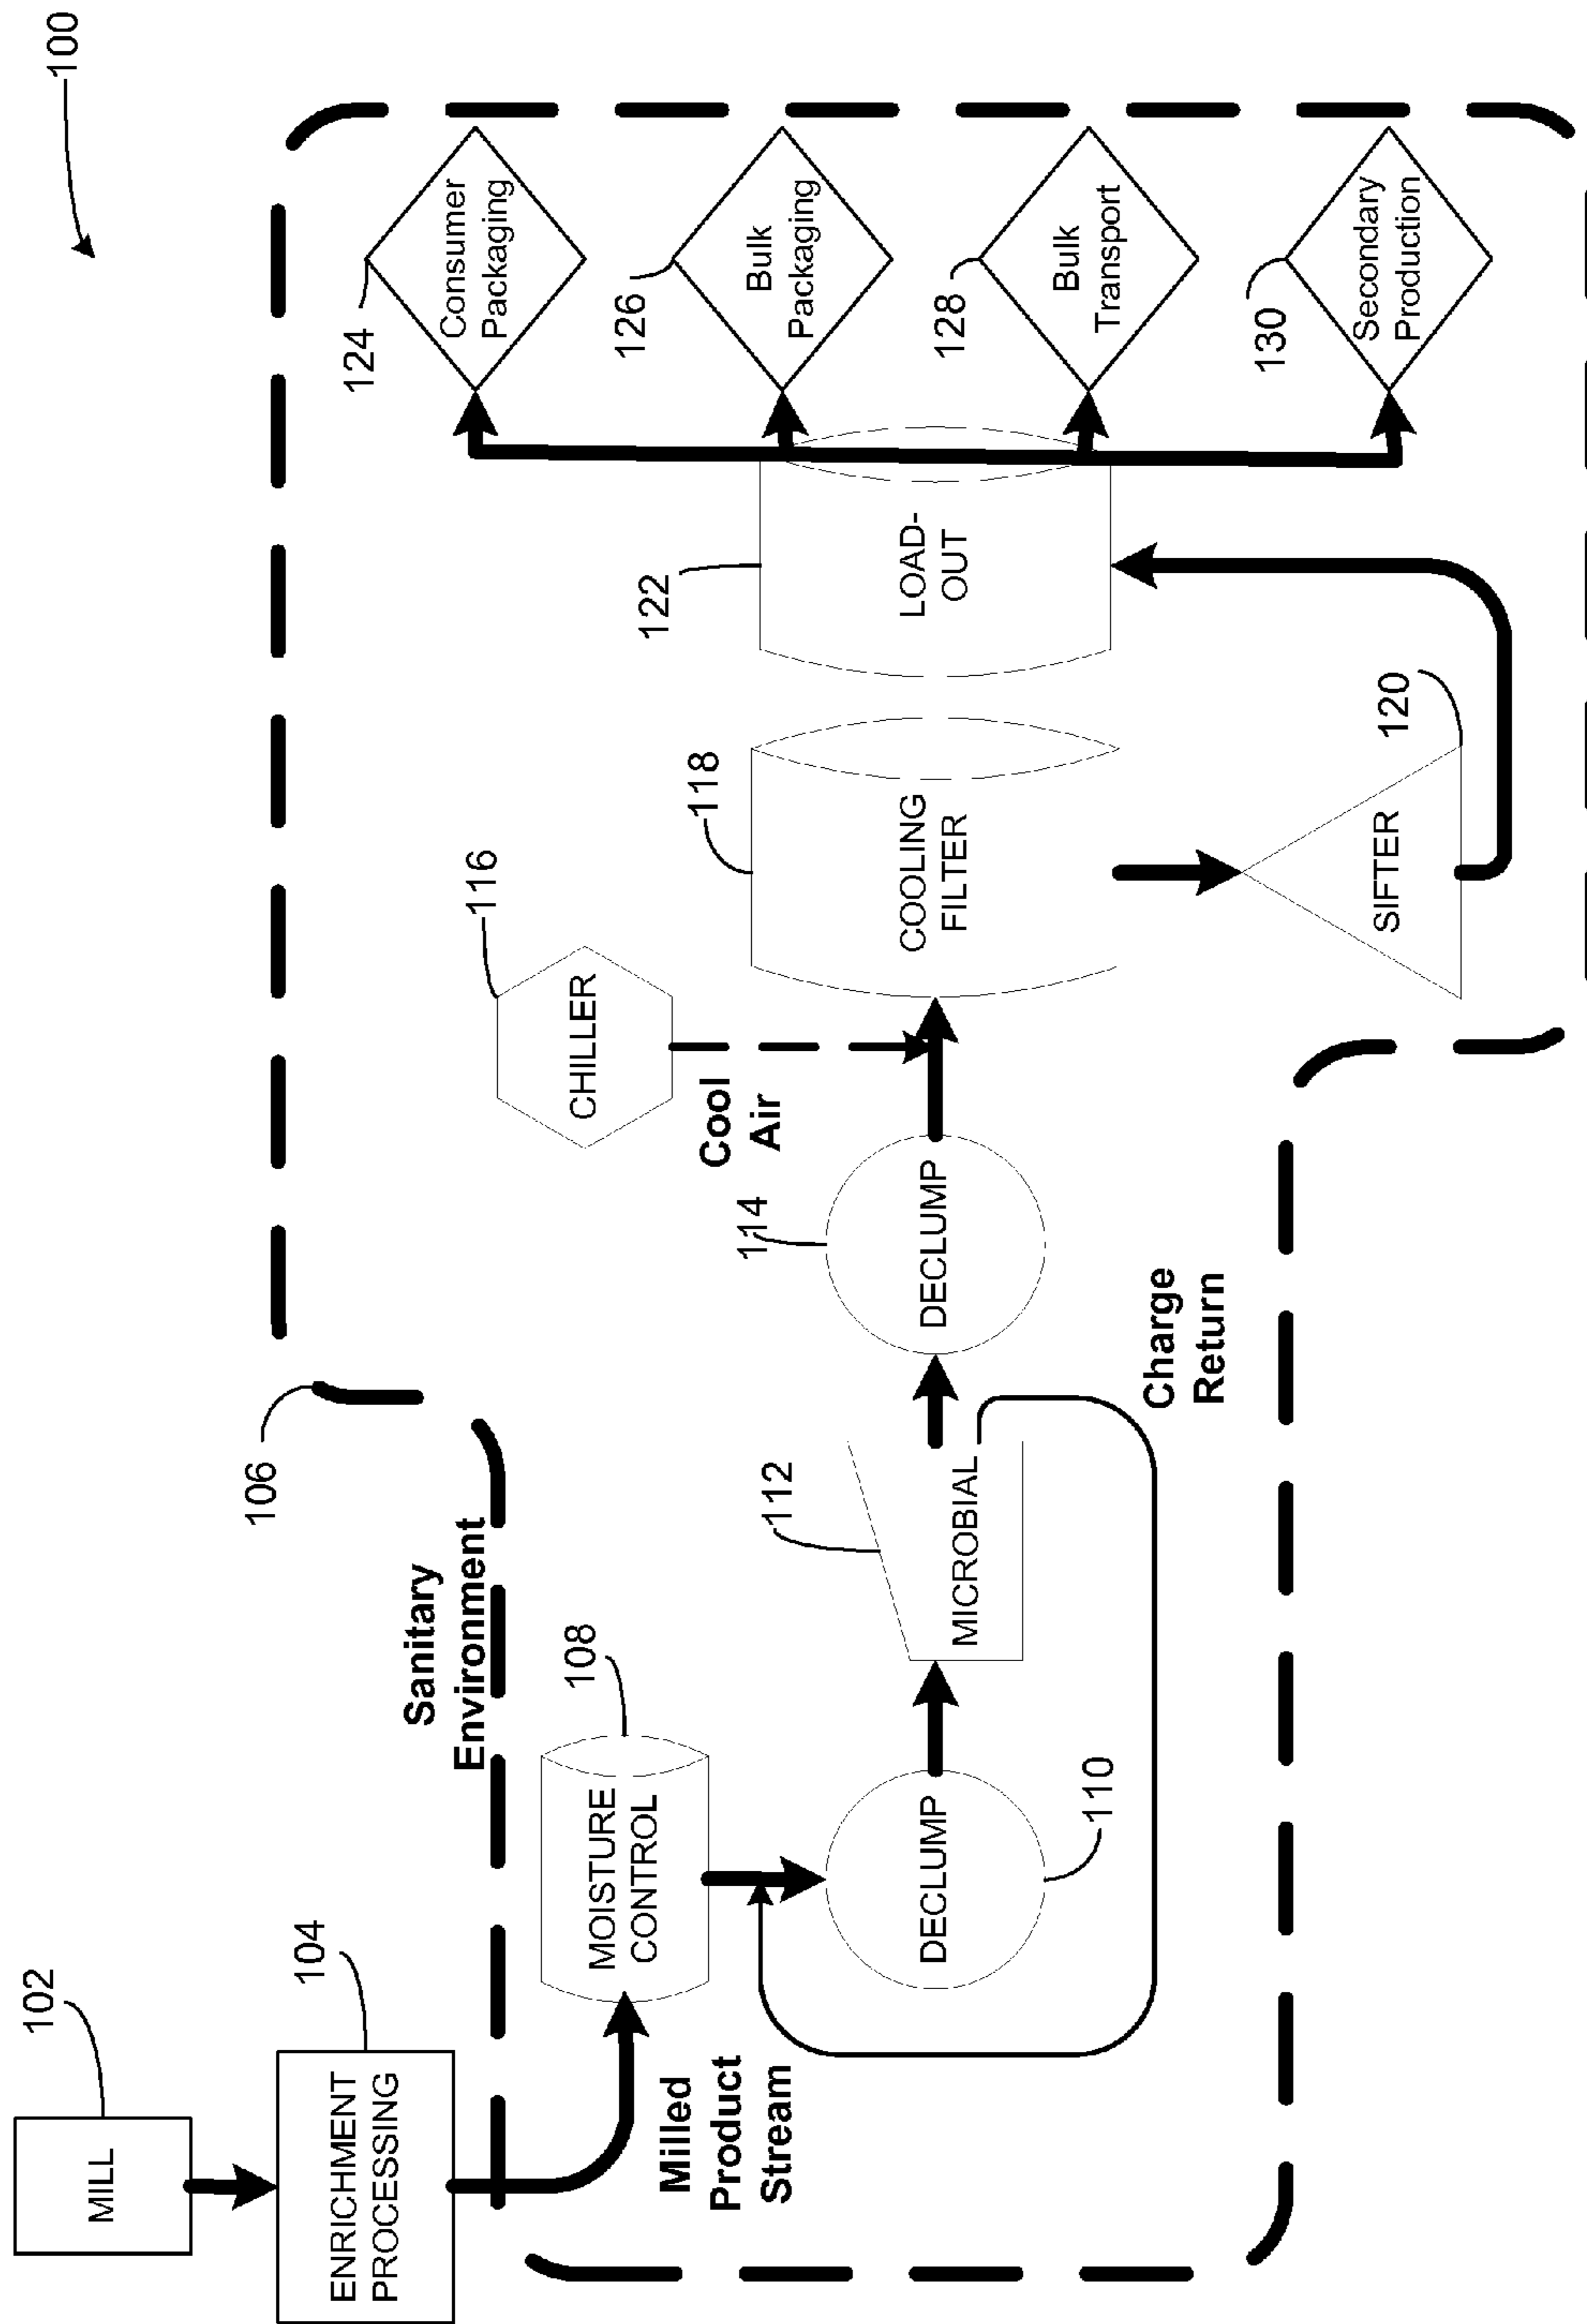 100
102
MILL
104
ENRICHMENT
PROCESSING
106
Sanitary
Environment
Milled
Product
Stream
108
MOISTURE
CONTROL
DECLUMP
110
112
MICROBIAL
Charge
Return
114
DECLUMP
116
CHILLER
Cool
Air
118
COOLING
FILTER
SIFTER
120
122
LOAD-
OUT
124
Consumer
Packaging
126
Bulk
Packaging
128
Bulk
Transport
130
Secondary
Production